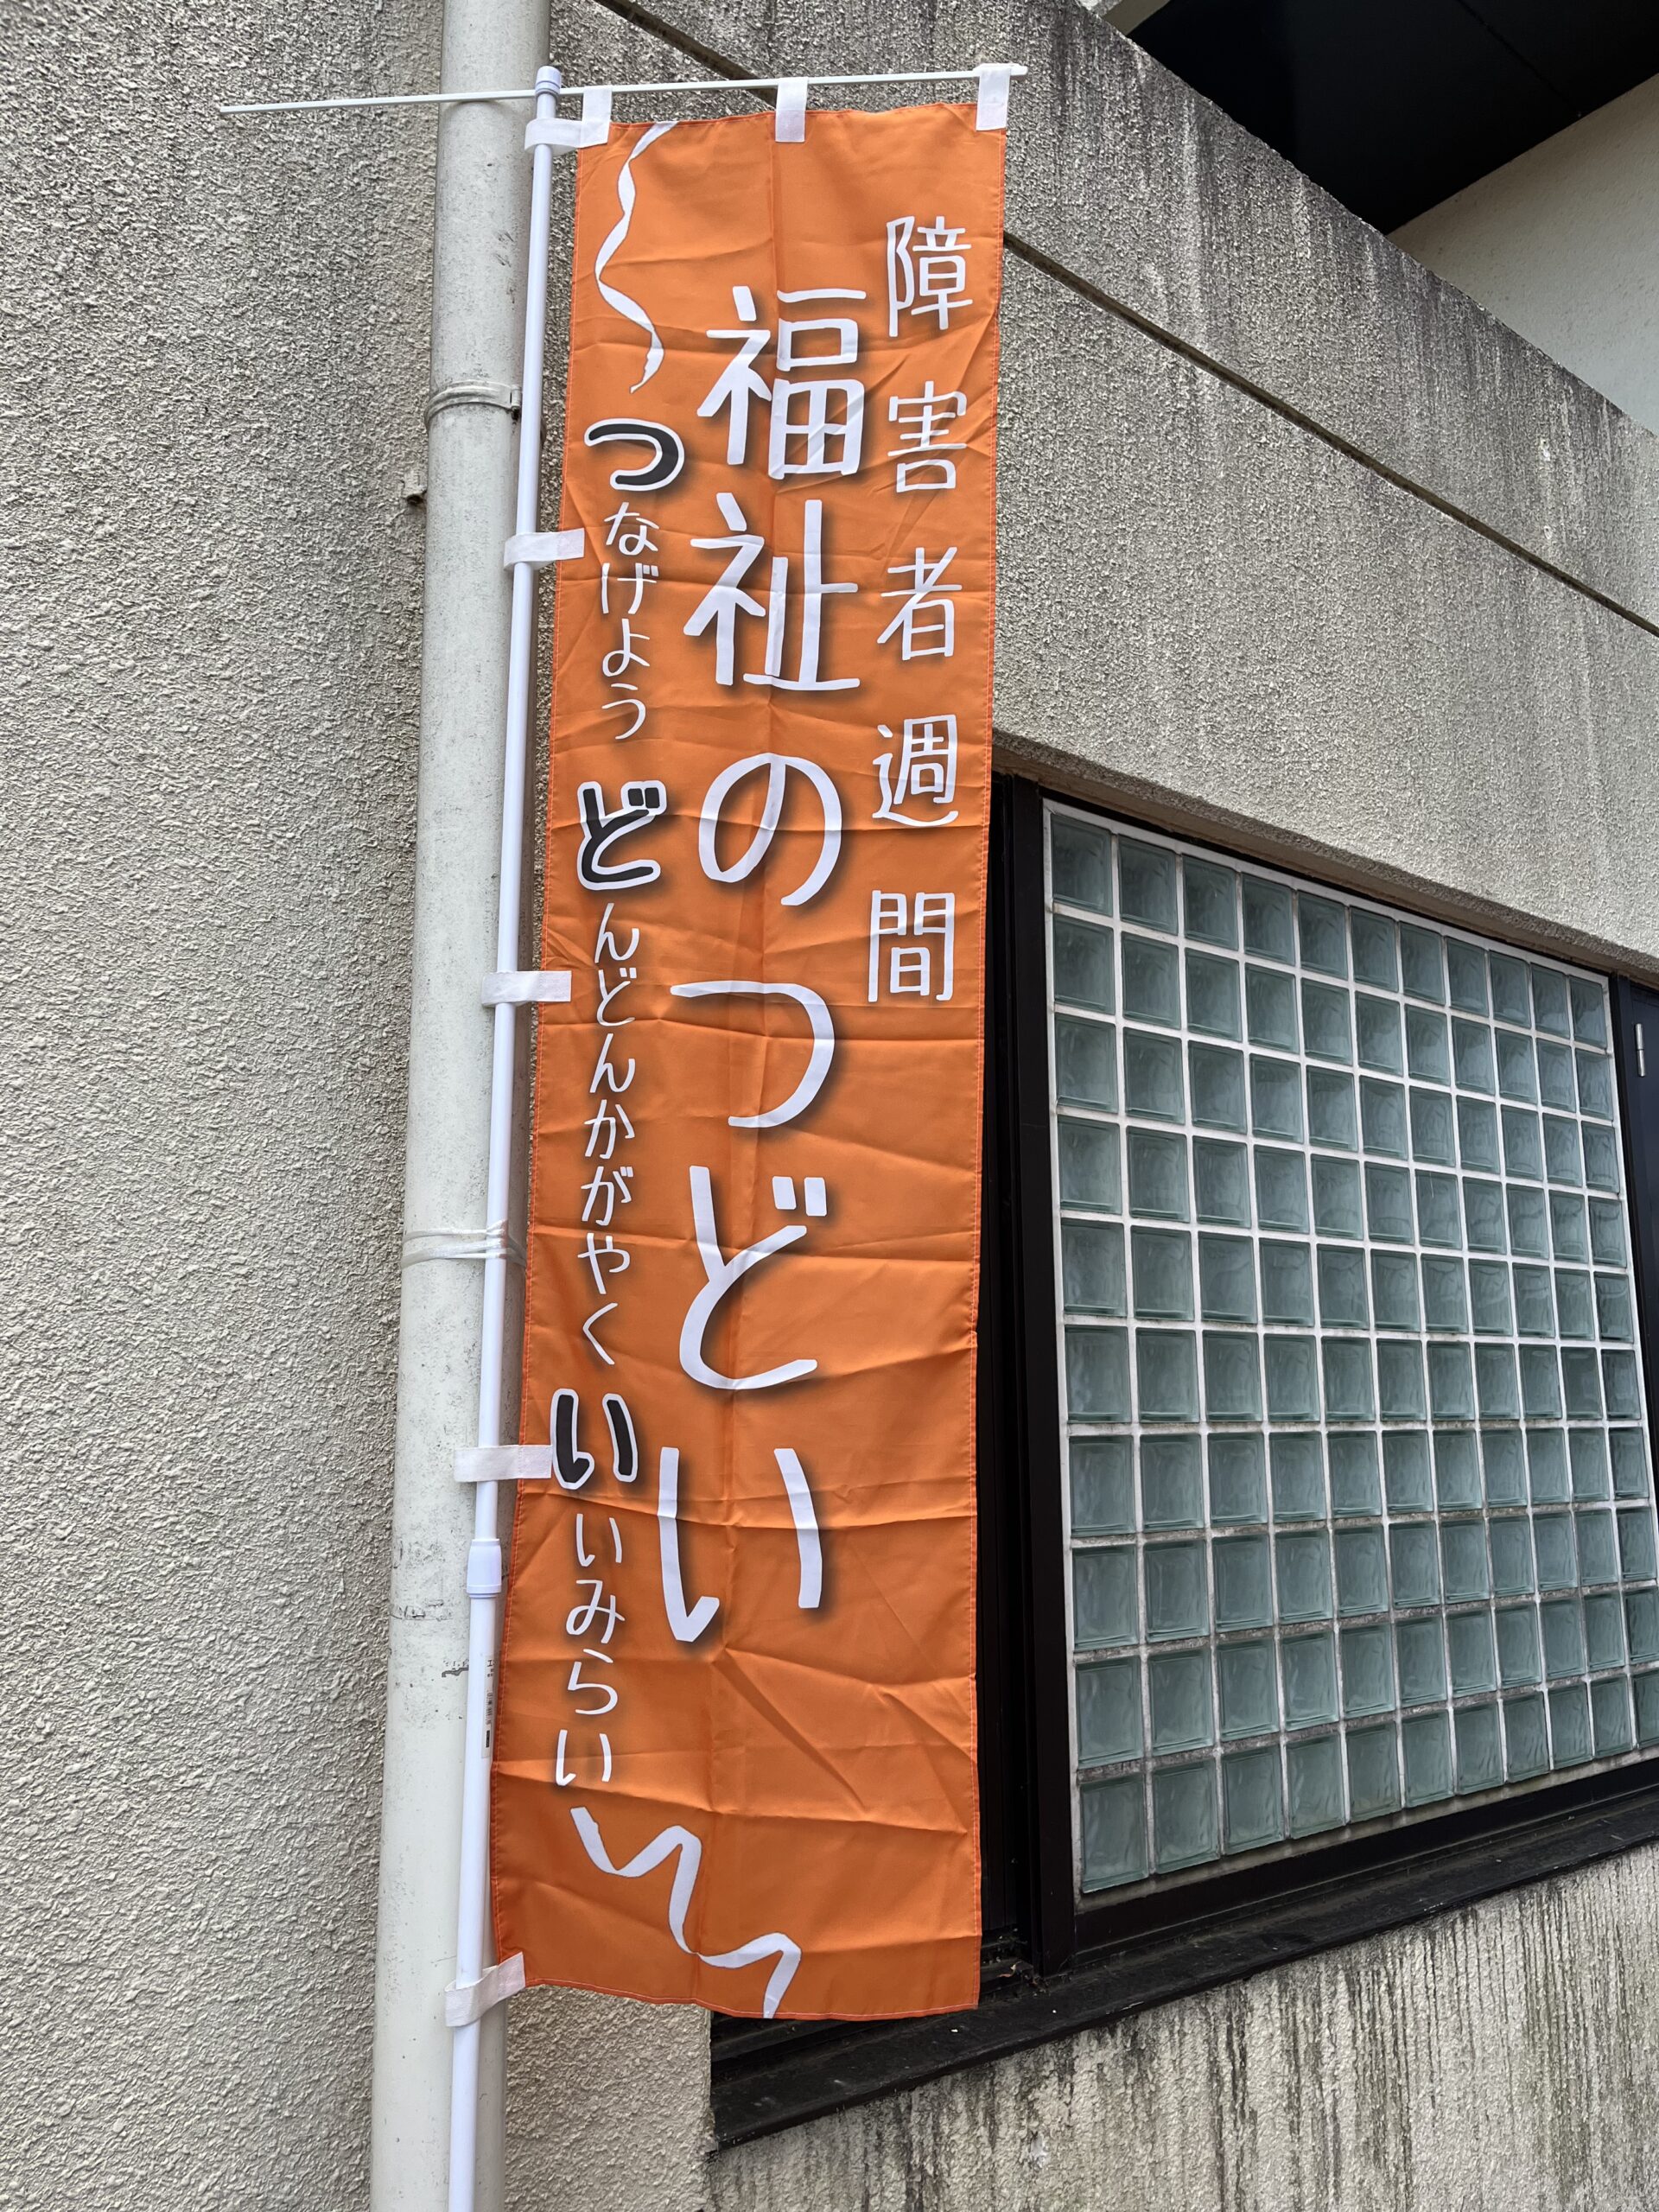 障害者週間
福祉のつどい
つなげよう どんどんかがやく いいみらい